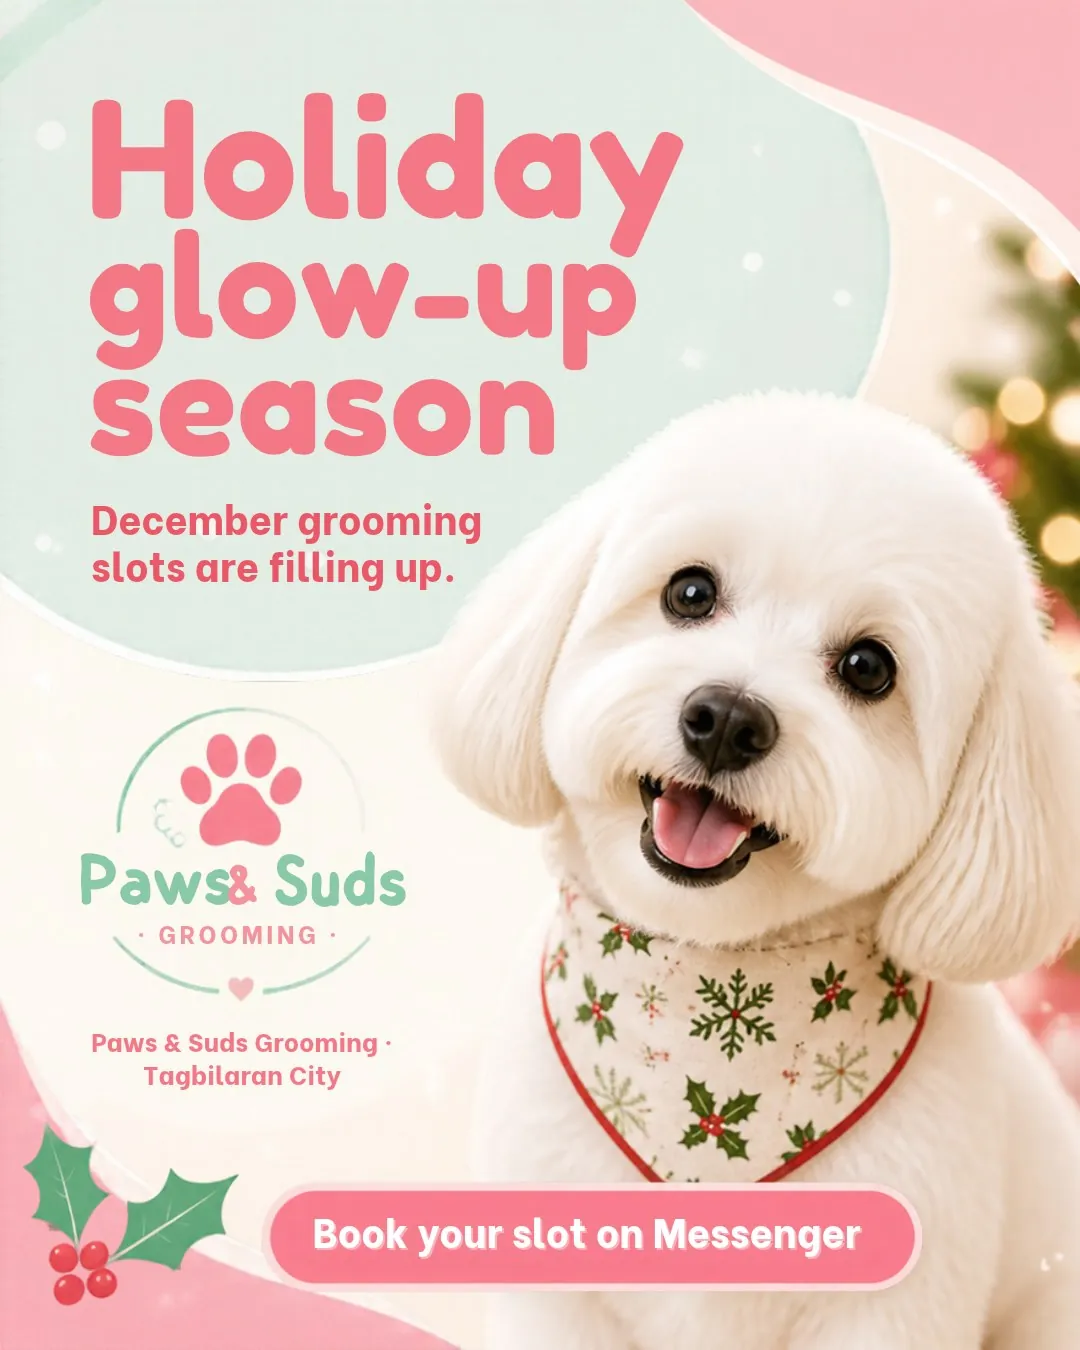 Holiday
glow-up
season
December grooming
slots are filling up.
Paws & Suds
· GROOMING ·
Paws & Suds Grooming ·
Tagbilaran City
Book your slot on Messenger